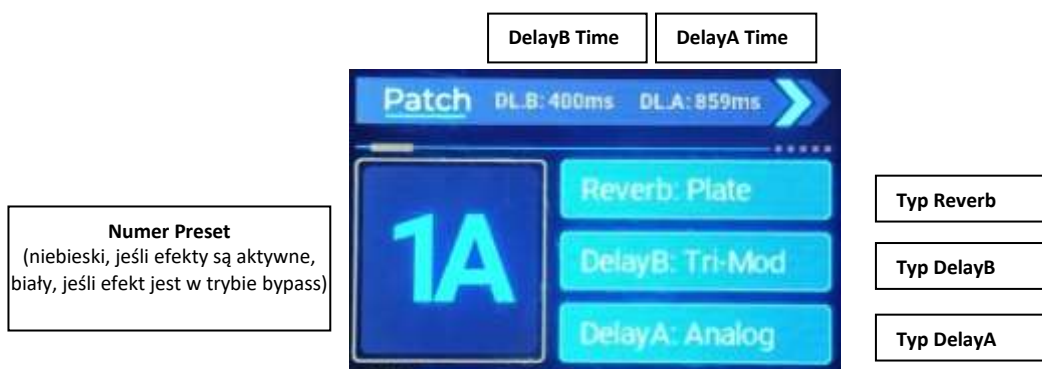 DelayB Time DelayA Time
Patch DL.B: 400ms DL.A: 859ms
Numer Preset
(niebieski, jeśli efekty są aktywne,
biały, jeśli efekt jest w trybie bypass)
1A
Reverb: Plate
DelayB: Tri-Mod
DelayA: Analog
Typ Reverb
Typ DelayB
Typ DelayA